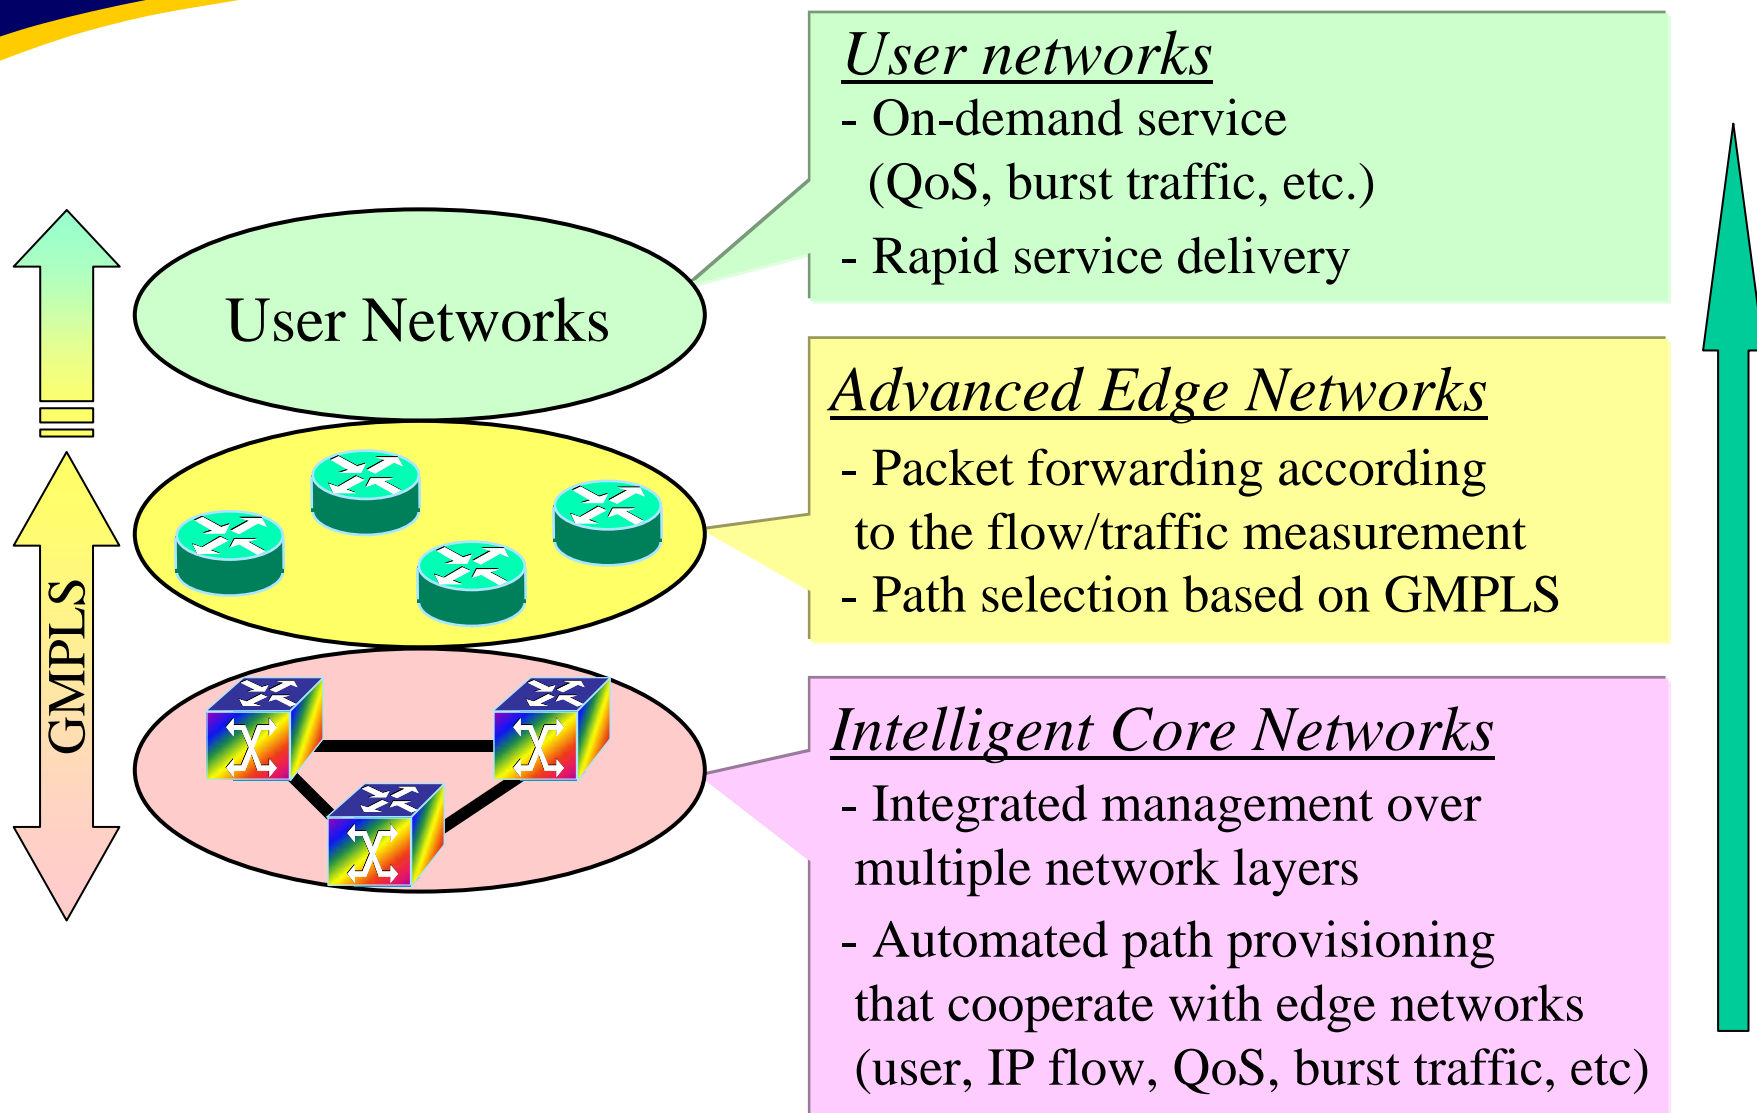 User networks
- On-demand service
(QoS, burst traffic, etc.)
- Rapid service delivery
User Networks
Advanced Edge Networks
- Packet forwarding according
to the flow/traffic measurement
- Path selection based on GMPLS
GMPLS
Intelligent Core Networks
- Integrated management over
multiple network layers
- Automated path provisioning
that cooperate with edge networks
(user, IP flow, QoS, burst traffic, etc)